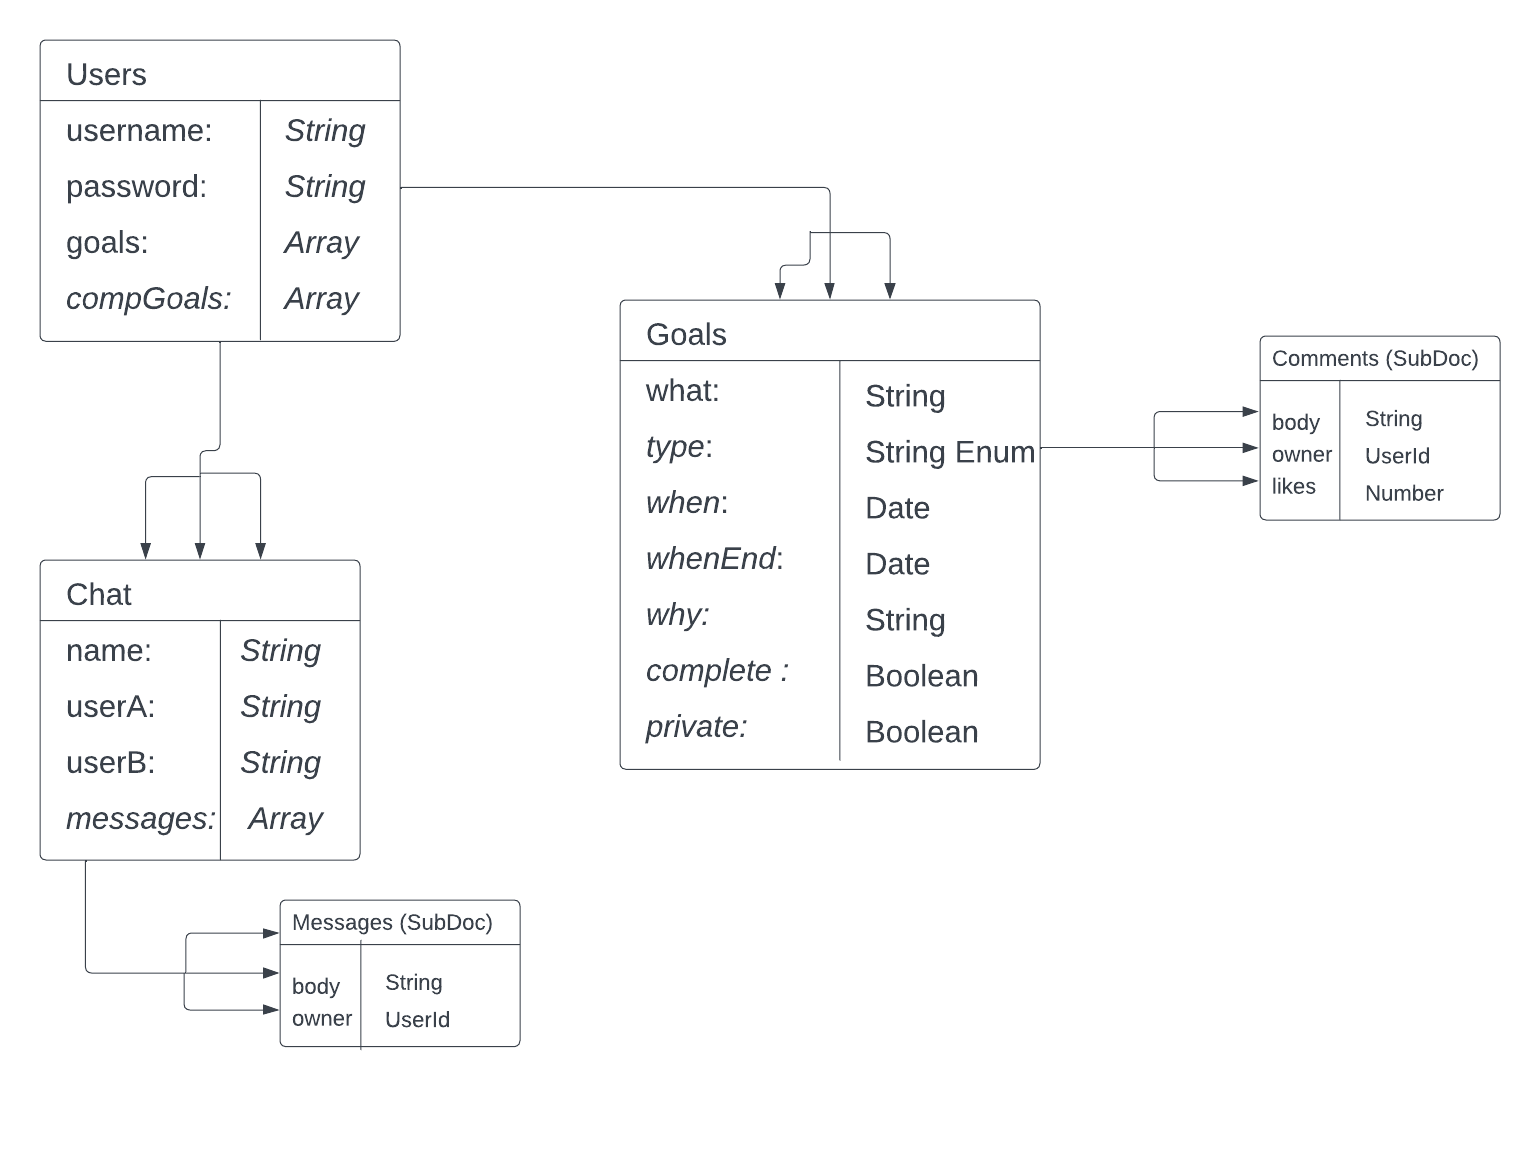 Users
username: String
password: String
goals: Array
compGoals: Array
Goals
what: String
type: String Enum
when: Date
whenEnd: Date
why: String
complete : Boolean
private: Boolean
Comments (SubDoc)
body String
owner UserId
likes Number
Chat
name: String
userA: String
userB: String
messages: Array
Messages (SubDoc)
body String
owner UserId